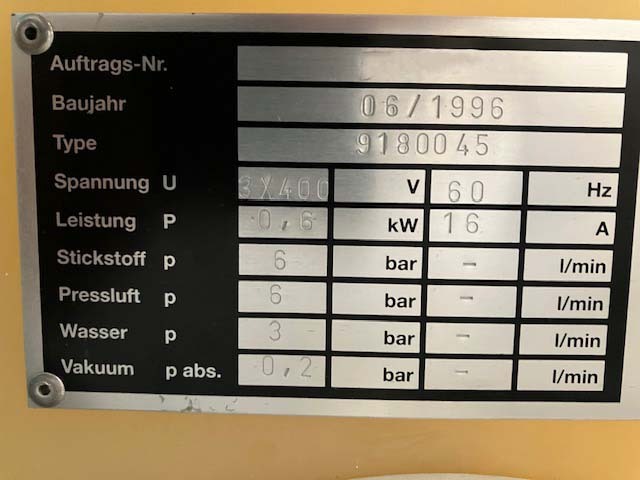 Auftrags-Nr.
Baujahr 06/1996
Type 9180045
Spannung U 3X400 V 60 Hz
Leistung P 0,6 kW 16 A
Stickstoff p 6 bar - l/min
Pressluft p 6 bar - l/min
Wasser p 3 bar - l/min
Vakuum p abs. 0,2 bar - l/min